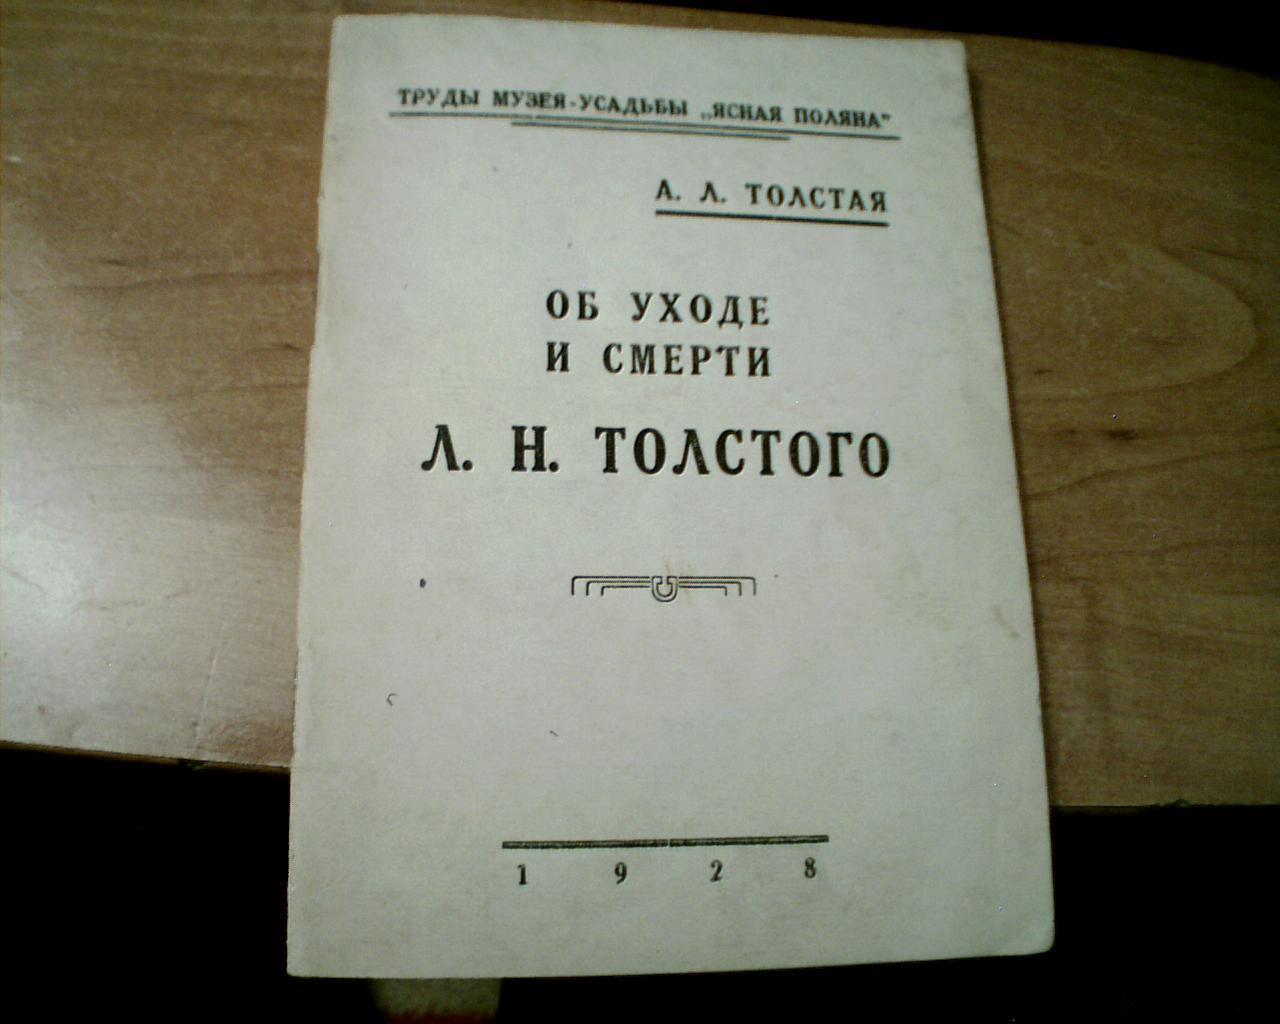 ТРУДЫ МУЗЕЯ-УСАДЬБЫ „ЯСНАЯ ПОЛЯНА"
А. Л. ТОЛСТАЯ
ОБ УХОДЕ
И СМЕРТИ
Л. Н. ТОЛСТОГО
1 9 2 8